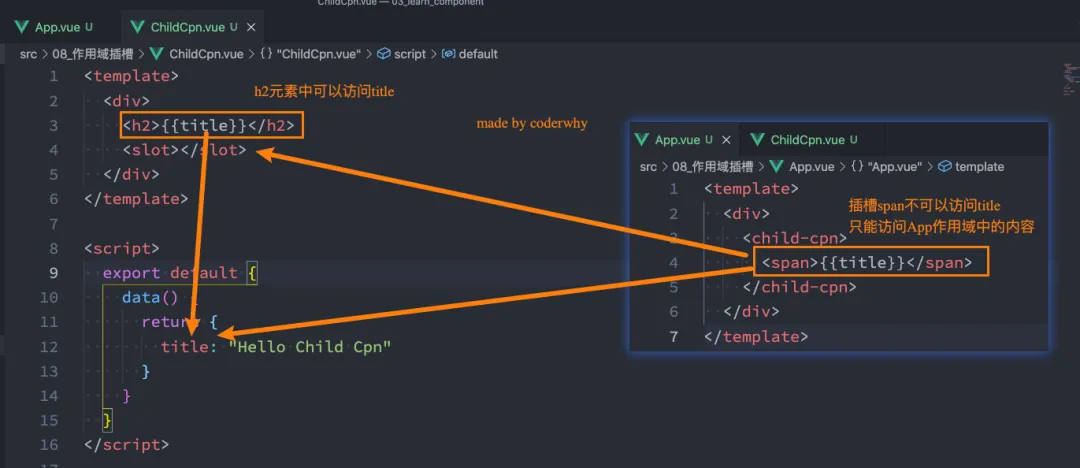 ChildCpn.vue — 03_learn_component
App.vue U ChildCpn.vue U ×
src > 08_作用域插槽 > ChildCpn.vue > {} "ChildCpn.vue" > script > default
1 <template>
h2元素中可以访问title
2 <div>
3 <h2>{{title}}</h2>
4 <slot></slot>
5 </div>
6 </template>
7
8 <script>
9 export default {
10 data() {
11 return {
12 title: "Hello Child Cpn"
13 }
14 }
15 }
16 </script>
made by coderwhy
App.vue U × ChildCpn.vue U
src > 08_作用域插槽 > App.vue > {} "App.vue" > template
1 <template>
2 <div>
插槽span不可以访问title
只能访问App作用域中的内容
3 <child-cpn>
4 <span>{{title}}</span>
5 </child-cpn>
6 </div>
7 </template>